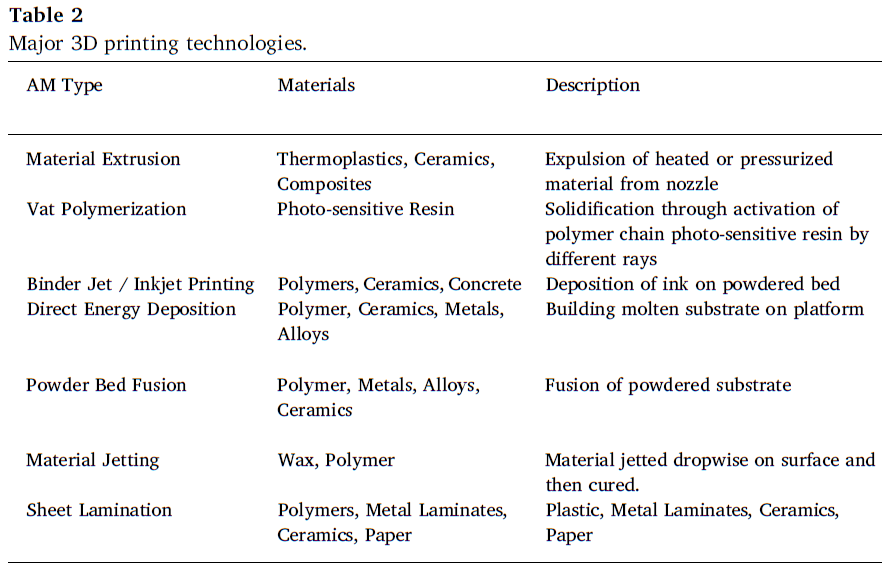 Table 2
Major 3D printing technologies.
AM Type Materials Description
Material Extrusion Thermoplastics, Ceramics, Expulsion of heated or pressurized
Composites material from nozzle
Vat Polymerization Photo-sensitive Resin Solidification through activation of
polymer chain photo-sensitive resin by
different rays
Binder Jet / Inkjet Printing Polymers, Ceramics, Concrete Deposition of ink on powdered bed
Direct Energy Deposition Polymer, Ceramics, Metals, Building molten substrate on platform
Alloys
Powder Bed Fusion Polymer, Metals, Alloys, Fusion of powdered substrate
Ceramics
Material Jetting Wax, Polymer Material jetted dropwise on surface and
then cured.
Sheet Lamination Polymers, Metal Laminates, Plastic, Metal Laminates, Ceramics,
Ceramics, Paper Paper